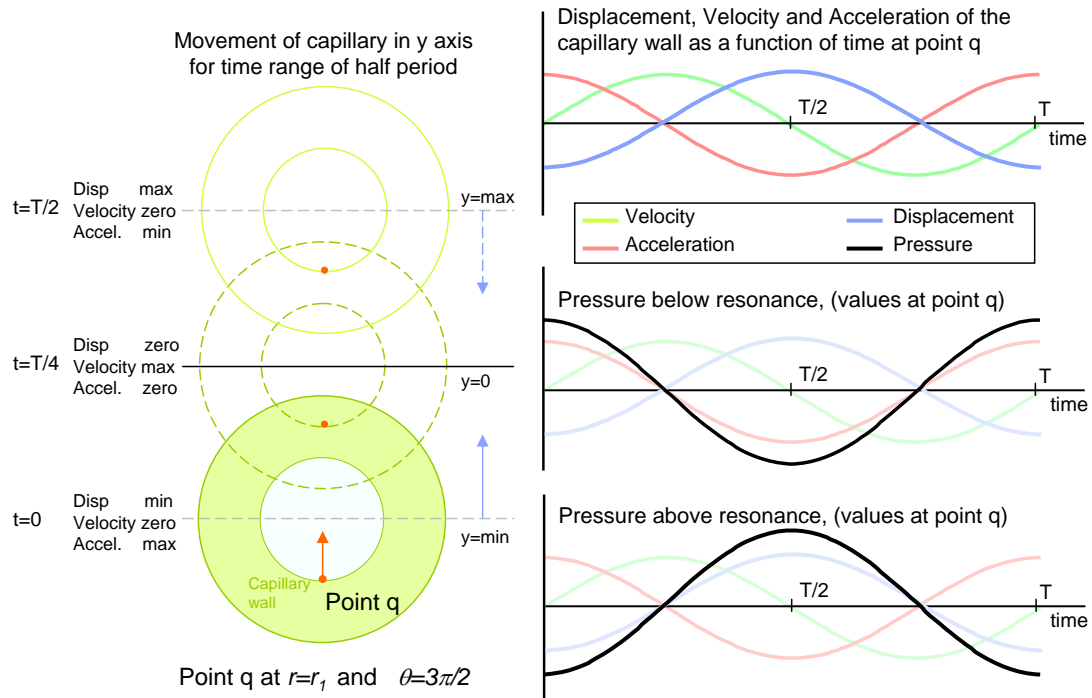 Movement of capillary in y axis
for time range of half period
t=T/2
Disp max
Velocity zero
Accel. min
y=max
t=T/4
Disp zero
Velocity max
Accel. zero
y=0
t=0
Disp min
Velocity zero
Accel. max
y=min
Capillary
wall
Point q
Point q at r=r₁ and θ=3π/2
Displacement, Velocity and Acceleration of the
capillary wall as a function of time at point q
T/2
T
time
Velocity
Displacement
Acceleration
Pressure
Pressure below resonance, (values at point q)
T/2
T
time
Pressure above resonance, (values at point q)
T/2
T
time